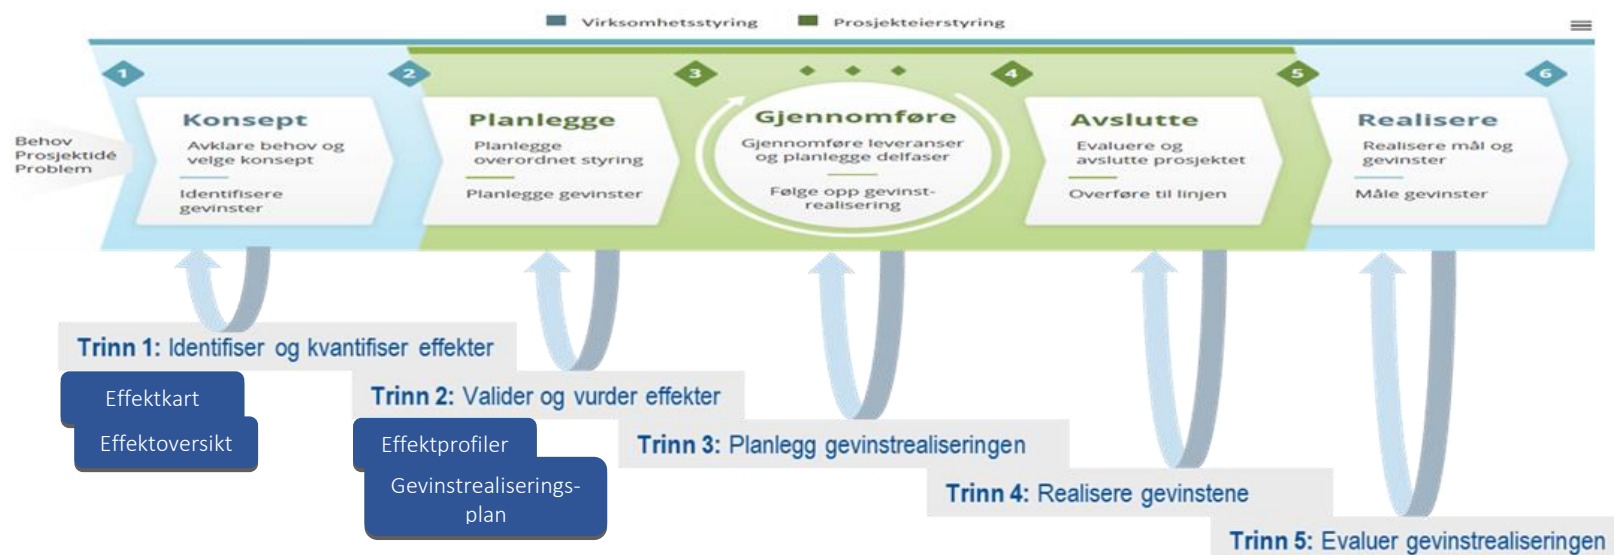 Virksomhetsstyring
Prosjekteierstyring
1
2
3
4
5
6
Behov
Prosjektidé
Problem
Konsept
Avklare behov og
velge konsept
Identifisere
gevinster
Planlegge
Planlegge
overordnet styring
Planlegge gevinster
Gjennomføre
Gjennomføre leveranser
og planlegge delfaser
Følge opp gevinst-
realisering
Avslutte
Evaluere og
avslutte prosjektet
Overføre til linjen
Realisere
Realisere mål og
gevinster
Måle gevinster
Trinn 1: Identifiser og kvantifiser effekter
Effektkart
Effektoversikt
Trinn 2: Valider og vurder effekter
Effektprofiler
Gevinstrealiserings-
plan
Trinn 3: Planlegg gevinstrealiseringen
Trinn 4: Realisere gevinstene
Trinn 5: Evaluer gevinstrealiseringen